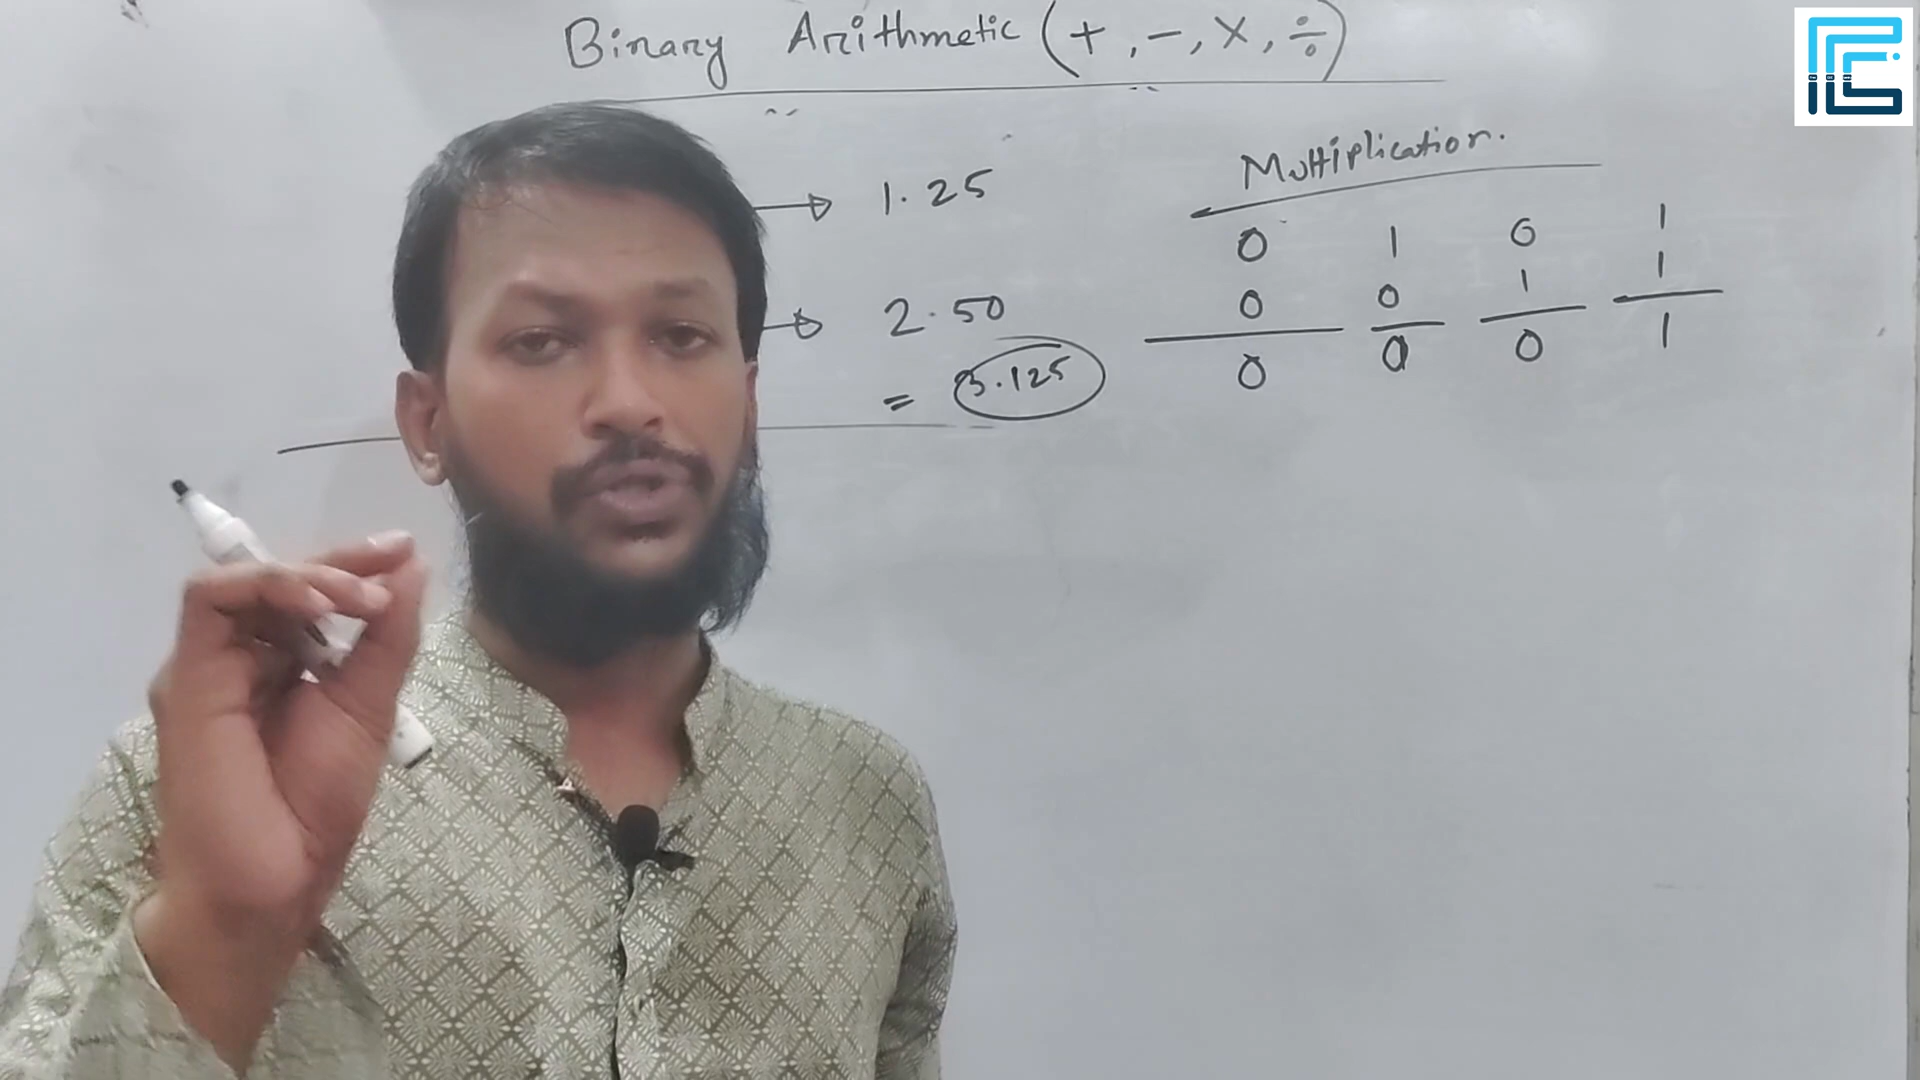 Binary Arithmetic (+, -, ×, ÷)
→ 1.25
→ 2.50
= 3.125
Multiplication.
0 1 0 1
0 0 1 1
0 0 0 1